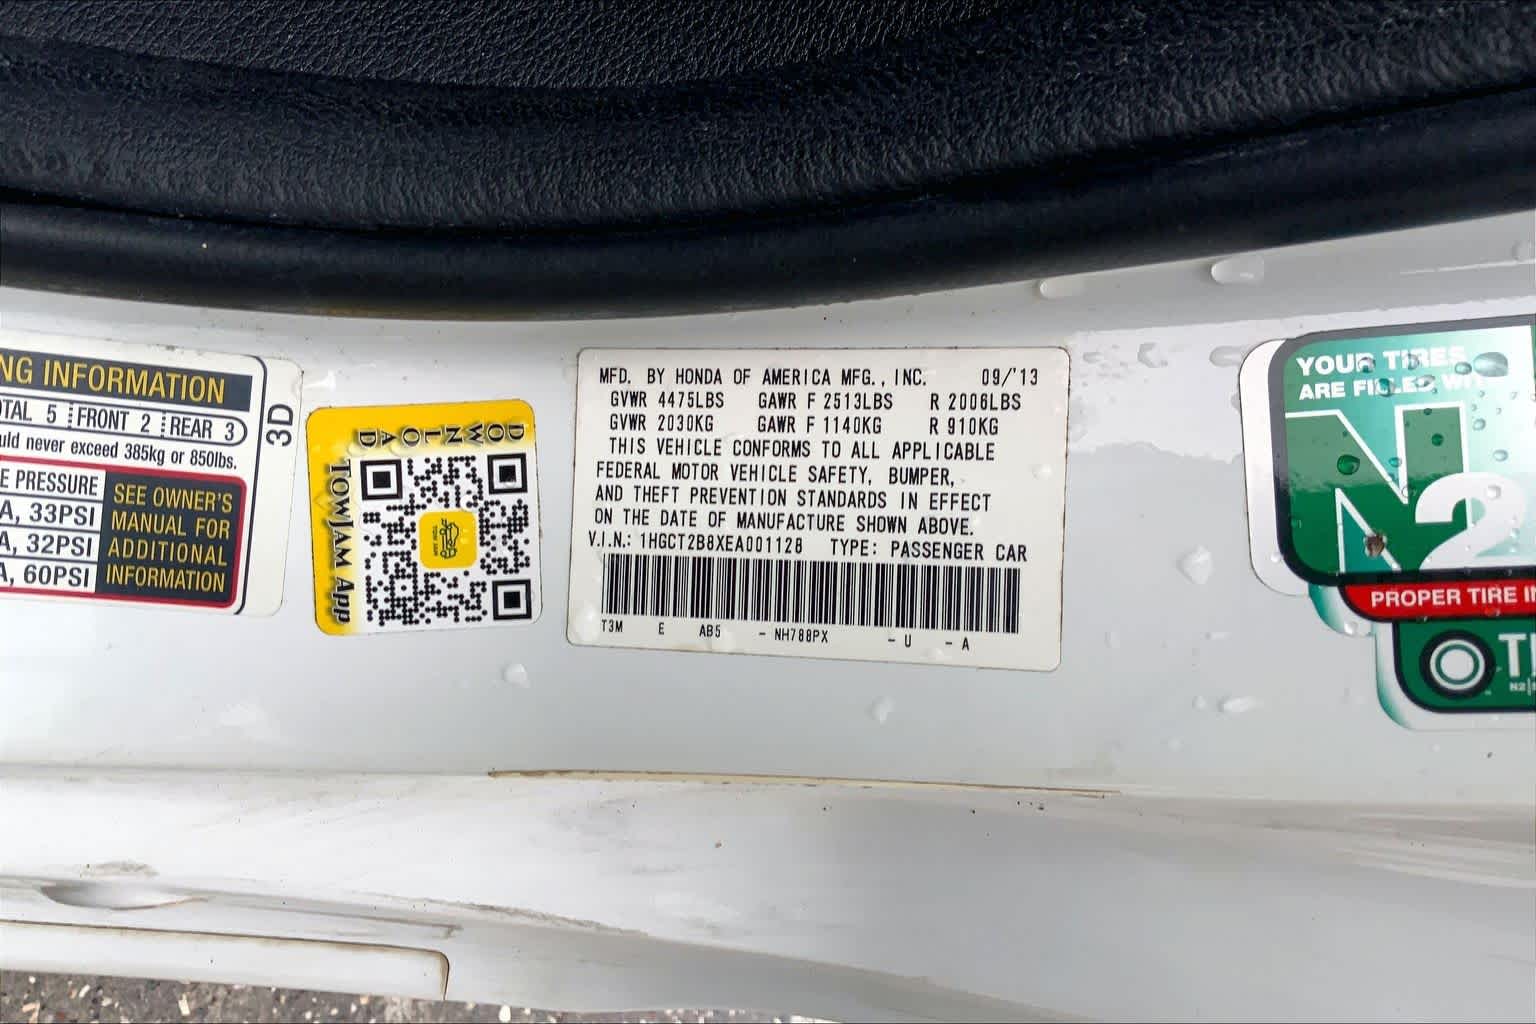 NG INFORMATION
OTAL 5 FRONT 2 REAR 3
uld never exceed 385kg or 850lbs.
E PRESSURE
A, 33PSI
A, 32PSI
A, 60PSI
SEE OWNER'S
MANUAL FOR
ADDITIONAL
INFORMATION
3D
DOWNLOAD
TOWJAM App
MFD. BY HONDA OF AMERICA MFG., INC. 09/'13
GVWR 4475LBS GAWR F 2513LBS R 2006LBS
GVWR 2030KG GAWR F 1140KG R 910KG
THIS VEHICLE CONFORMS TO ALL APPLICABLE
FEDERAL MOTOR VEHICLE SAFETY, BUMPER,
AND THEFT PREVENTION STANDARDS IN EFFECT
ON THE DATE OF MANUFACTURE SHOWN ABOVE.
V.I.N.: 1HGCT2B8XEA001128 TYPE: PASSENGER CAR
T3M E AB5 - NH788PX - U - A
YOUR TIRES
ARE FILLED WIT
N2
PROPER TIRE IN